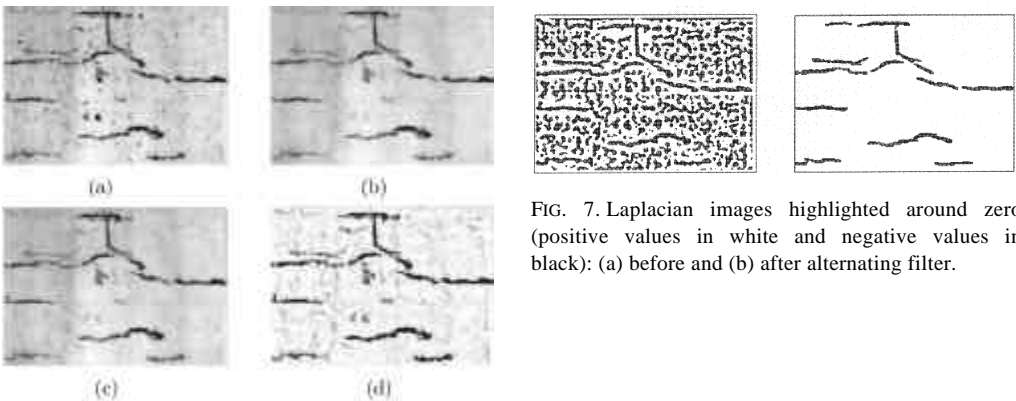 (a)
(b)
(c)
(d)
FIG. 7. Laplacian images highlighted around zero
(positive values in white and negative values in
black): (a) before and (b) after alternating filter.